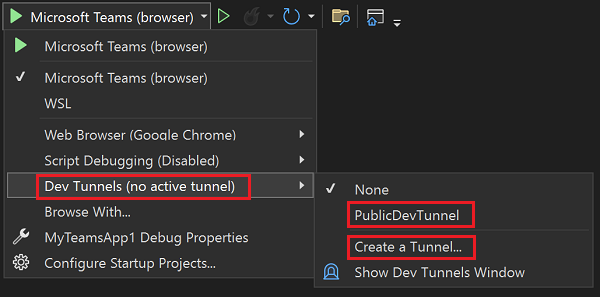 Microsoft Teams (browser)
Microsoft Teams (browser)
Microsoft Teams (browser)
WSL
Web Browser (Google Chrome)
Script Debugging (Disabled)
Dev Tunnels (no active tunnel)
Browse With...
MyTeamsApp1 Debug Properties
Configure Startup Projects...
None
PublicDevTunnel
Create a Tunnel...
Show Dev Tunnels Window